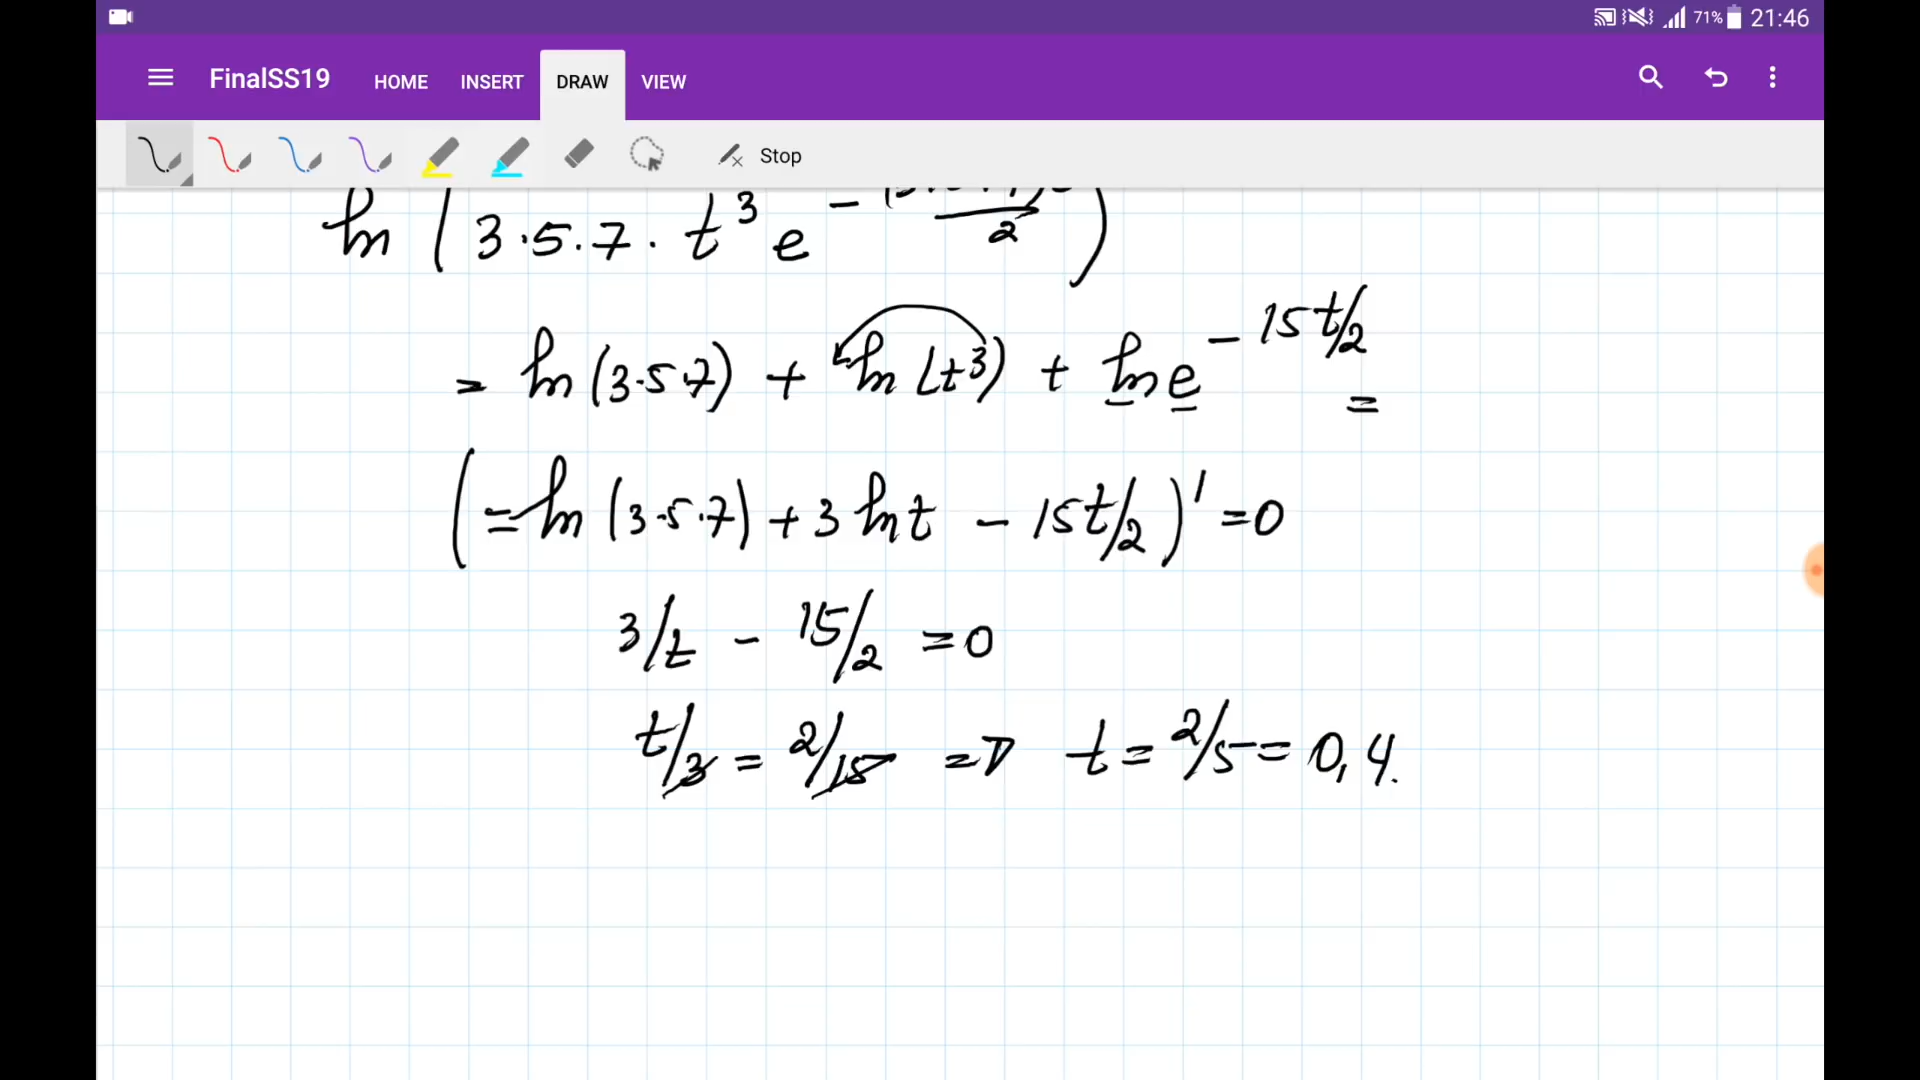 71% 21:46
FinalSS19 HOME INSERT DRAW VIEW
Stop
ln (3·5·7· t³ e^-   /2)
= ln(3·5·7) + ln(t³) + ln e^-15t/2 =
(= ln(3·5·7) + 3 ln t - 15t/2)' = 0
3/t - 15/2 = 0
t/3 = 2/15 => t = 2/5 = 0,4.